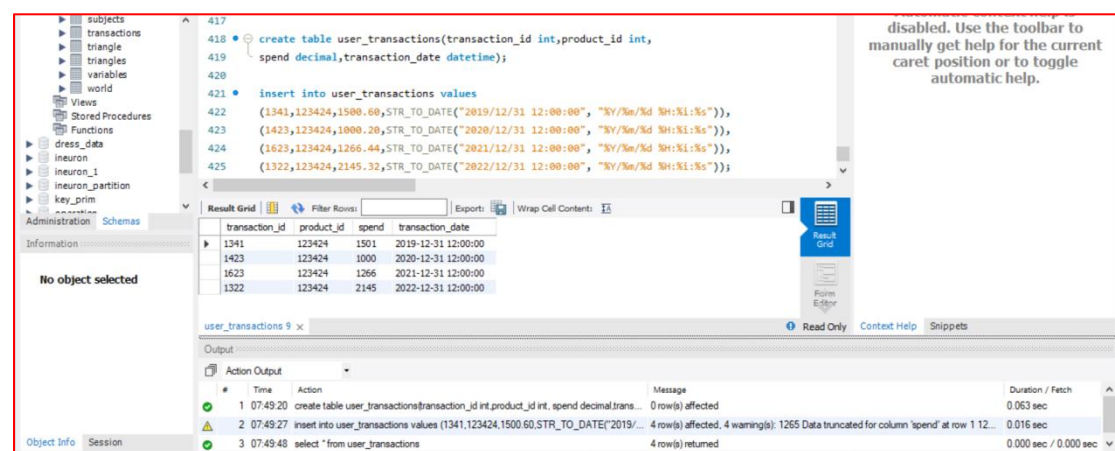 subjects
transactions
triangle
triangles
variables
world
Views
Stored Procedures
Functions
dress_data
ineuron
ineuron_1
ineuron_partition
key_prim
Administration Schemas
Information
No object selected
Object Info Session
417
418 create table user_transactions(transaction_id int,product_id int,
419 spend decimal,transaction_date datetime);
420
421 insert into user_transactions values
422 (1341,123424,1500.60,STR_TO_DATE("2019/12/31 12:00:00", "%Y/%m/%d %H:%i:%s")),
423 (1423,123424,1000.20,STR_TO_DATE("2020/12/31 12:00:00", "%Y/%m/%d %H:%i:%s")),
424 (1623,123424,1266.44,STR_TO_DATE("2021/12/31 12:00:00", "%Y/%m/%d %H:%i:%s")),
425 (1322,123424,2145.32,STR_TO_DATE("2022/12/31 12:00:00", "%Y/%m/%d %H:%i:%s"));
Result Grid Filter Rows: Export: Wrap Cell Content:
transaction_id product_id spend transaction_date
1341 123424 1501 2019-12-31 12:00:00
1423 123424 1000 2020-12-31 12:00:00
1623 123424 1266 2021-12-31 12:00:00
1322 123424 2145 2022-12-31 12:00:00
Result
Grid
Form
Editor
user_transactions 9 Read Only
disabled. Use the toolbar to
manually get help for the current
caret position or to toggle
automatic help.
Context Help Snippets
Output
Action Output
# Time Action Message Duration / Fetch
1 07:49:20 create table user_transactions(transaction_id int,product_id int, spend decimal,trans... 0 row(s) affected 0.063 sec
2 07:49:27 insert into user_transactions values (1341,123424,1500.60,STR_TO_DATE("2019/... 4 row(s) affected, 4 warning(s): 1265 Data truncated for column 'spend' at row 1 12... 0.016 sec
3 07:49:48 select * from user_transactions 4 row(s) returned 0.000 sec / 0.000 sec